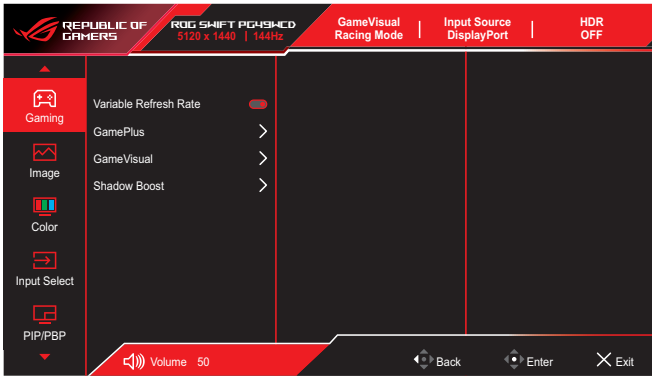 REPUBLIC OF
GAMERS
ROG SWIFT PG49WCD
5120 x 1440 | 144Hz
GameVisual
Racing Mode
Input Source
DisplayPort
HDR
OFF
Gaming
Image
Color
Input Select
PIP/PBP
Variable Refresh Rate
GamePlus
GameVisual
Shadow Boost
Volume 50
Back
Enter
Exit